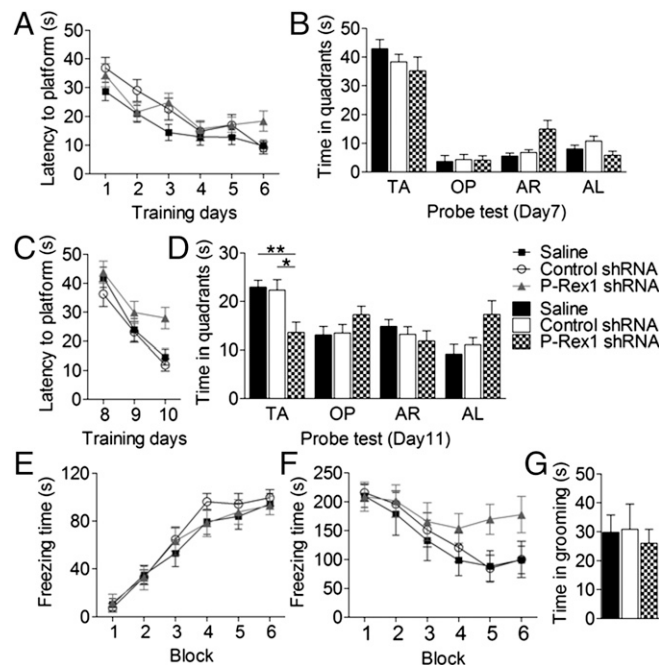 A
Latency to platform (s)
50
40
30
20
10
0
1 2 3 4 5 6
Training days
B
Time in quadrants (s)
50
40
30
20
10
0
TA OP AR AL
Probe test (Day7)
C
Latency to platform (s)
50
40
30
20
10
0
8 9 10
Training days
D
Time in quadrants (s)
30
20
10
0
**
*
TA OP AR AL
Probe test (Day11)
Saline
Control shRNA
P-Rex1 shRNA
Saline
Control shRNA
P-Rex1 shRNA
E
Freezing time (s)
120
80
40
0
1 2 3 4 5 6
Block
F
Freezing time (s)
250
200
150
100
50
0
1 2 3 4 5 6
Block
G
Time in grooming (s)
50
40
30
20
10
0